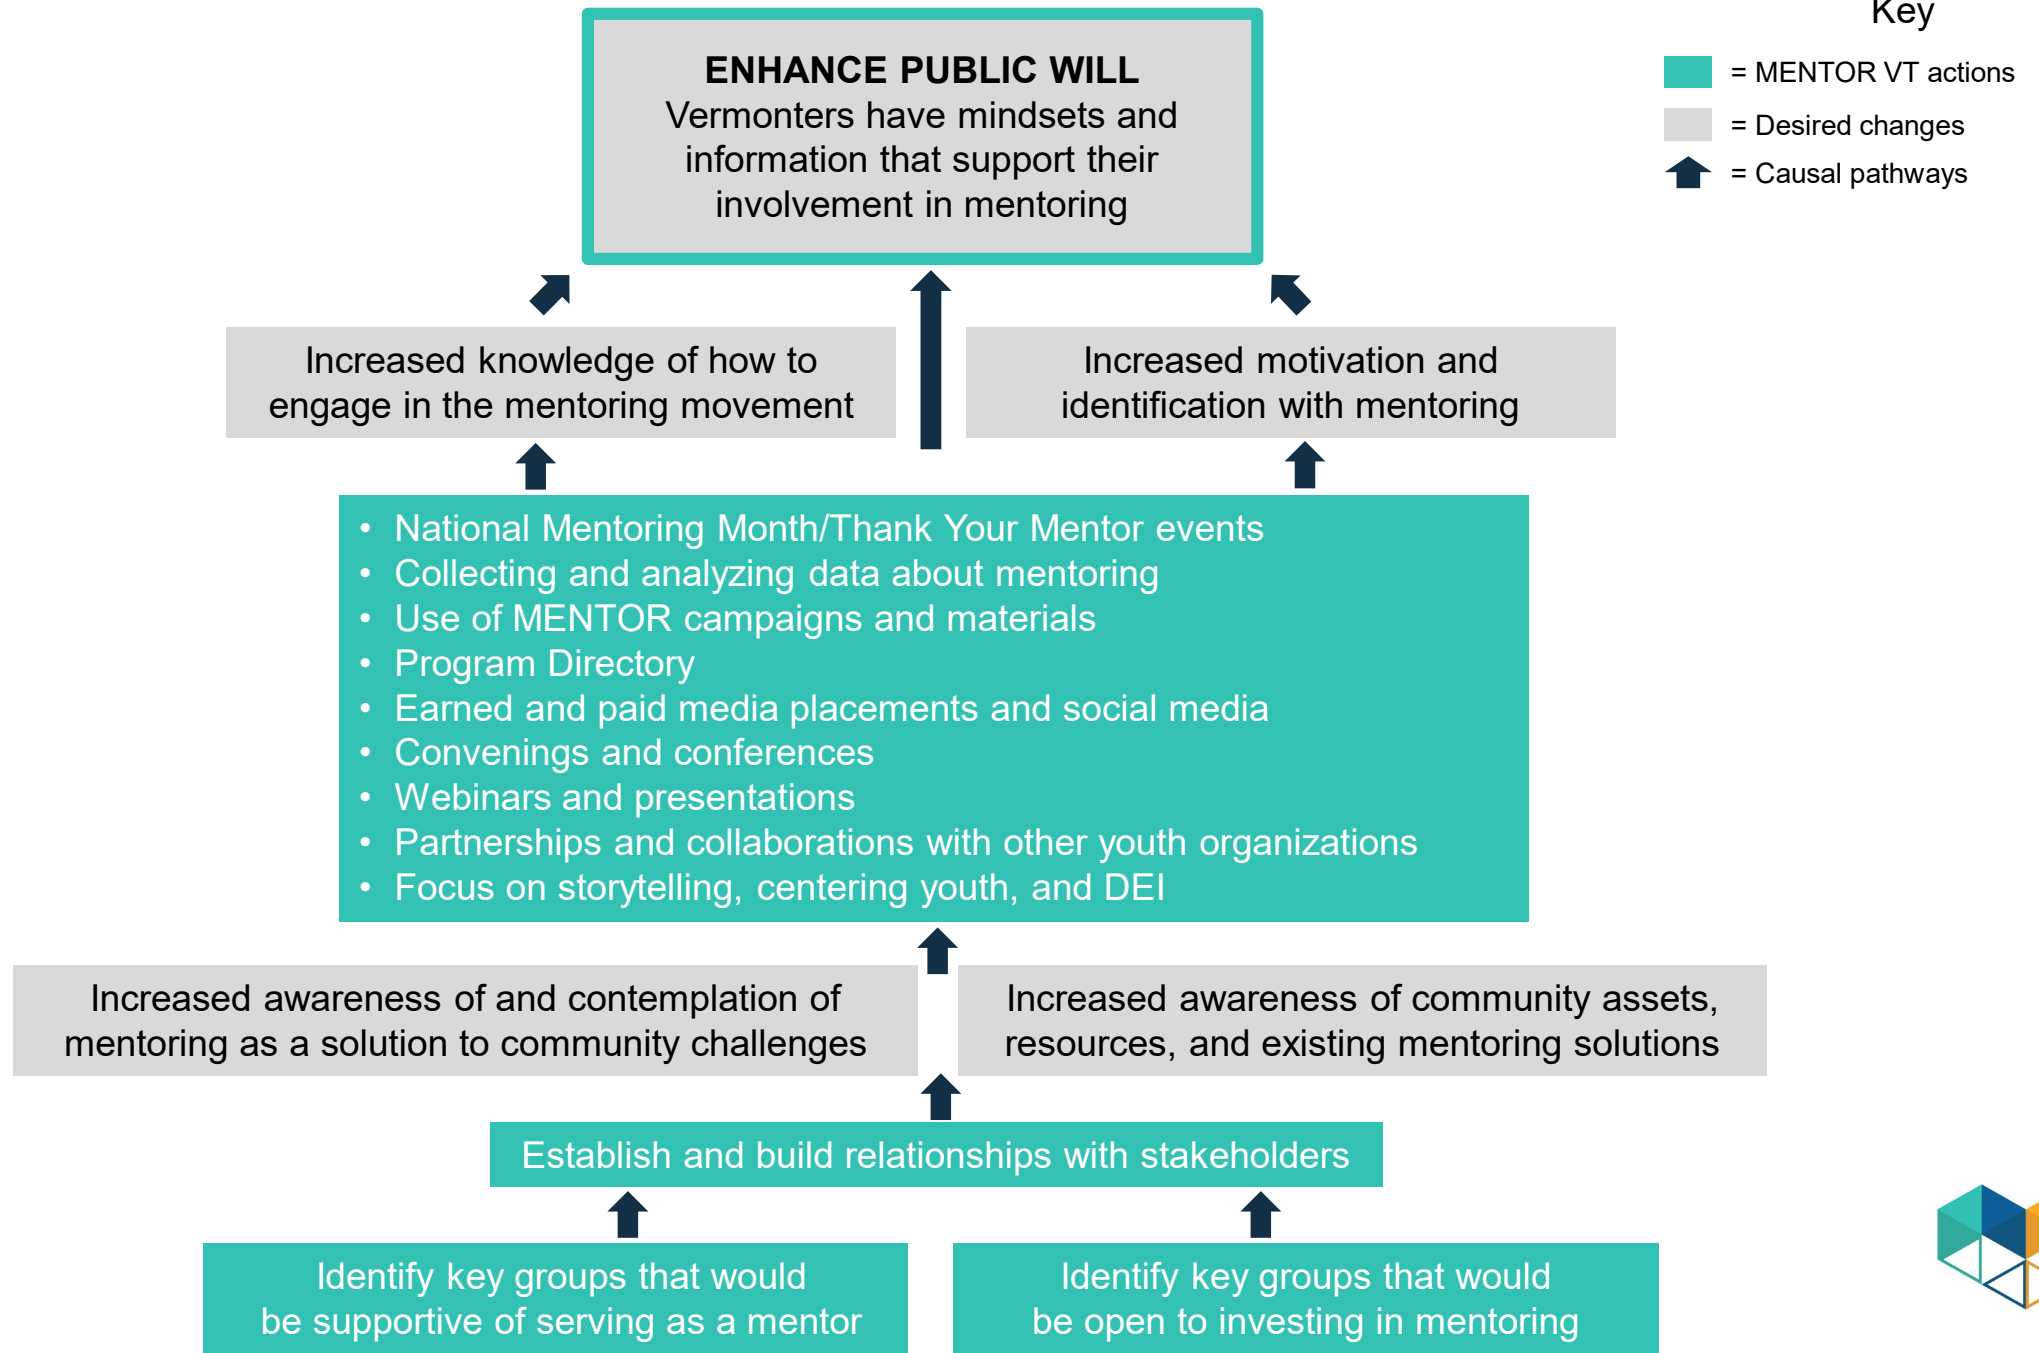 Key
= MENTOR VT actions
= Desired changes
= Causal pathways
ENHANCE PUBLIC WILL
Vermonters have mindsets and
information that support their
involvement in mentoring
Increased knowledge of how to
engage in the mentoring movement
Increased motivation and
identification with mentoring
• National Mentoring Month/Thank Your Mentor events
• Collecting and analyzing data about mentoring
• Use of MENTOR campaigns and materials
• Program Directory
• Earned and paid media placements and social media
• Convenings and conferences
• Webinars and presentations
• Partnerships and collaborations with other youth organizations
• Focus on storytelling, centering youth, and DEI
Increased awareness of and contemplation of
mentoring as a solution to community challenges
Increased awareness of community assets,
resources, and existing mentoring solutions
Establish and build relationships with stakeholders
Identify key groups that would
be supportive of serving as a mentor
Identify key groups that would
be open to investing in mentoring